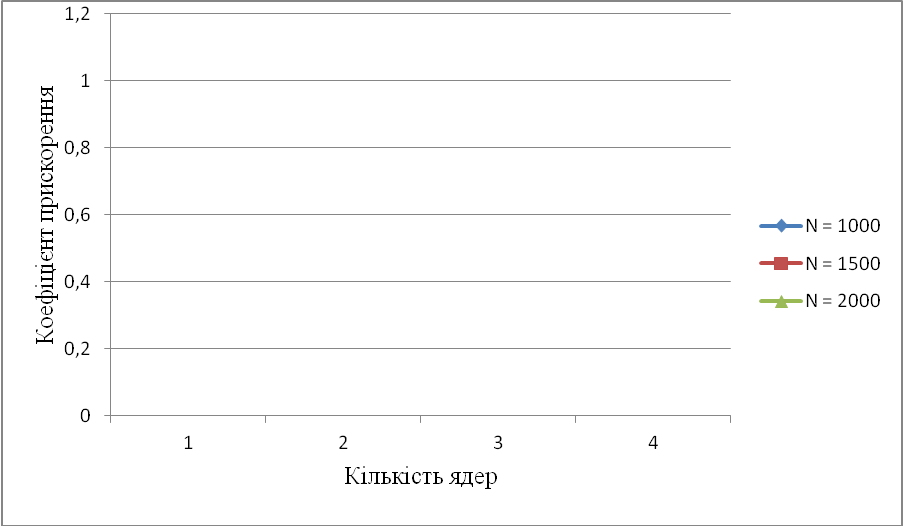 1,2
1
0,8
0,6
0,4
0,2
0
Коефіцієнт прискорення
1 2 3 4
Кількість ядер
N = 1000
N = 1500
N = 2000